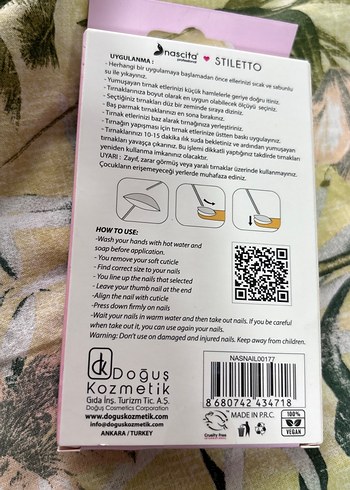 nascita
professional
STILETTO
UYGULANMA :
- Herhangi bir uygulamaya başlamadan önce ellerinizi sıcak ve sabunlu
su ile yıkayınız.
- Yumuşayan tırnak etlerinizi küçük hamlelerle geriye doğru itiniz.
- Tırnaklarınıza boyut olarak en uygun olabilecek ölçüyü seçiniz.
- Seçtiğiniz tırnakları düz bir zeminde sıraya diziniz.
- Baş parmak tırnaklarınızı en sona bırakınız.
- Tırnak etlerinizi baz alarak tırnağınıza yerleştiriniz.
- Tırnağın yapışması için tırnaklerinize üstten baskı uygulayınız.
- Tırnaklarınızı 10-15 dakika ılık suda bekletiniz ve ardından yumuşayan
tırnakları yavaşça çıkarınız. Bu işlemi dikkatli yaptığınız takdirde tırnakları
yeniden kullanma imkanınız olacaktır.
UYARI : Zayıf, zarar görmüş veya yaralı tırnaklar üzerinde kullanmayınız.
Çocukların erişemeyeceği yerlerde muhafaza ediniz.
HOW TO USE:
-Wash your hands with hot water and
soap before application.
- You remove your soft cuticle
- Find correct size to your nails
- You line up the nails that selected
- Leave your thumb nail at the end
-Align the nail with cuticle
-Press down firmly on nails
-Wait your nails in warm water and then take out nails. If you be careful
when take out it, you can use again your nails.
Warning: Don't use on damaged and injured nails. Keep away from children.
dk
Doğuş
Kozmetik
Gıda İnş. Turizm Tic. A.Ş.
Doğuş Cosmetics Corporation
www.doguskozmetik.com
info@doguskozmetik.com
ANKARA / TURKEY
NASNAIL00177
8 680742 434718
Cruelty free
MADE IN P.R.C.
100%
VEGAN